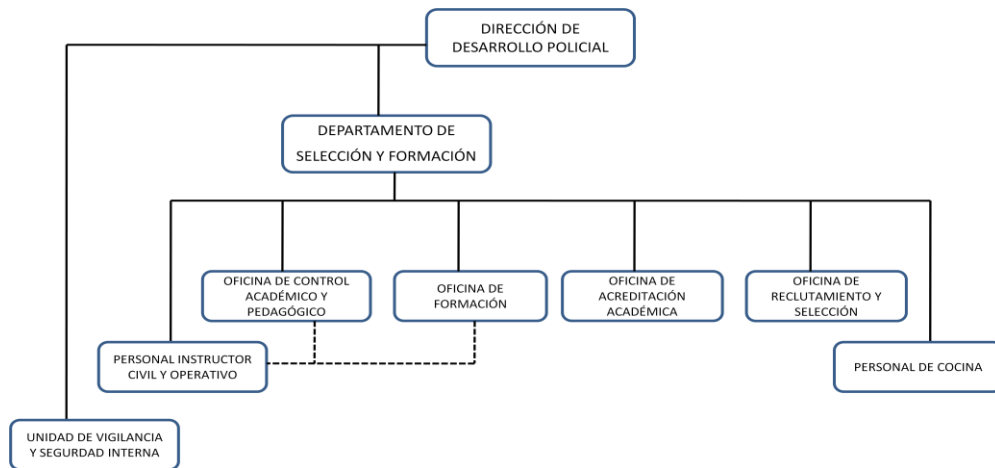 DIRECCIÓN DE
DESARROLLO POLICIAL
DEPARTAMENTO DE
SELECCIÓN Y FORMACIÓN
OFICINA DE CONTROL
ACADÉMICO Y
PEDAGÓGICO
OFICINA DE
FORMACIÓN
OFICINA DE
ACREDITACIÓN
ACADÉMICA
OFICINA DE
RECLUTAMIENTO Y
SELECCIÓN
PERSONAL INSTRUCTOR
CIVIL Y OPERATIVO
PERSONAL DE COCINA
UNIDAD DE VIGILANCIA
Y SEGURDAD INTERNA